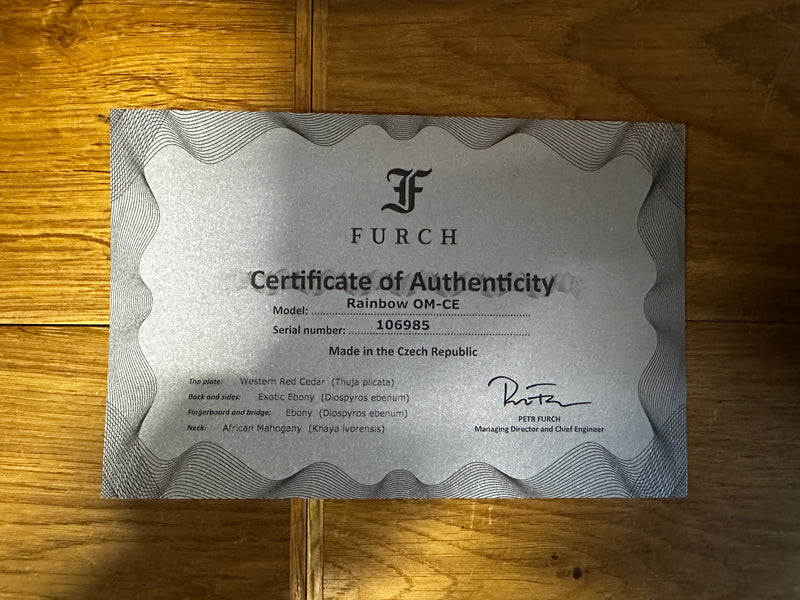 F
FURCH
Certificate of Authenticity
Model: Rainbow OM-CE
Serial number: 106985
Made in the Czech Republic
Top plate: Western Red Cedar (Thuja plicata)
Back and sides: Exotic Ebony (Diospyros ebenum)
Fingerboard and bridge: Ebony (Diospyros ebenum)
Neck: African Mahogany (Khaya ivorensis)
PETR FURCH
Managing Director and Chief Engineer